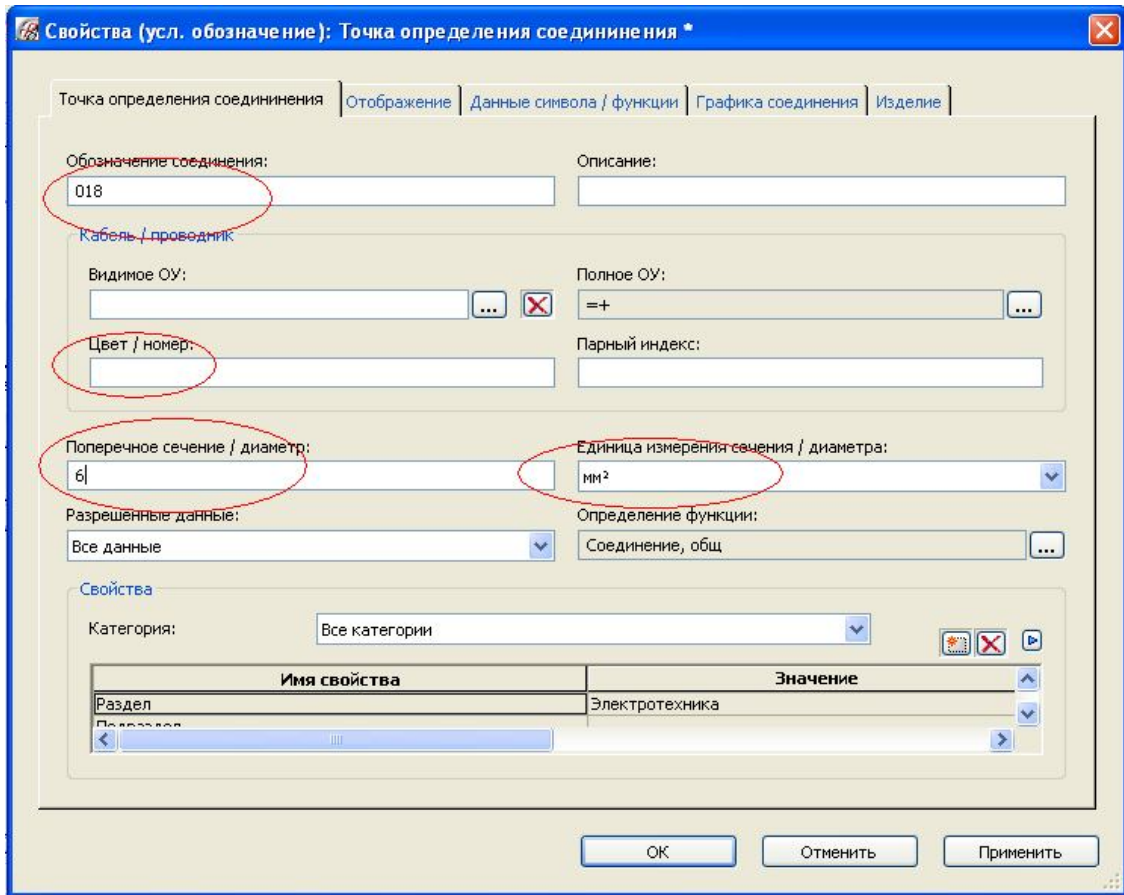 Свойства (усл. обозначение): Точка определения соедининения *
Точка определения соедининения
Отображение
Данные символа / функции
Графика соединения
Изделие
Обозначение соединения:
Описание:
018
Кабель / проводник
Видимое ОУ:
Полное ОУ:
...
=+
...
Цвет / номер:
Парный индекс:
Поперечное сечение / диаметр:
Единица измерения сечения / диаметра:
6
мм²
Разрешенные данные:
Определение функции:
Все данные
Соединение, общ
...
Свойства
Категория:
Все категории
Имя свойства
Значение
Раздел
Электротехника
Подраздел
ОК
Отменить
Применить